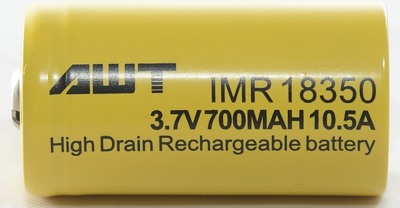 AWT IMR 18350
3.7V 700MAH 10.5A
High Drain Rechargeable battery